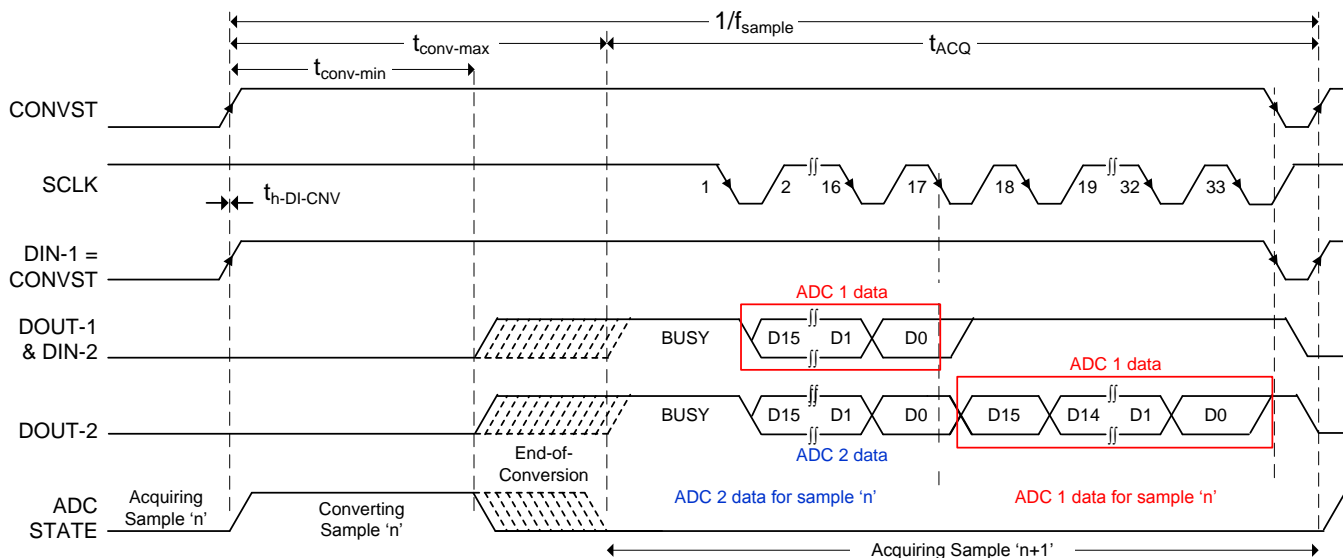 1/fsample
tconv-max
tACQ
tconv-min
CONVST
SCLK
1 2 16 17 18 19 32 33
th-DI-CNV
DIN-1 =
CONVST
ADC 1 data
DOUT-1
& DIN-2
BUSY D15 D1 D0
ADC 1 data
DOUT-2
BUSY D15 D1 D0 D15 D14 D1 D0
ADC 2 data
End-of-
Conversion
ADC
STATE
Acquiring
Sample ‘n’
Converting
Sample ‘n’
ADC 2 data for sample ‘n’
ADC 1 data for sample ‘n’
Acquiring Sample ‘n+1’